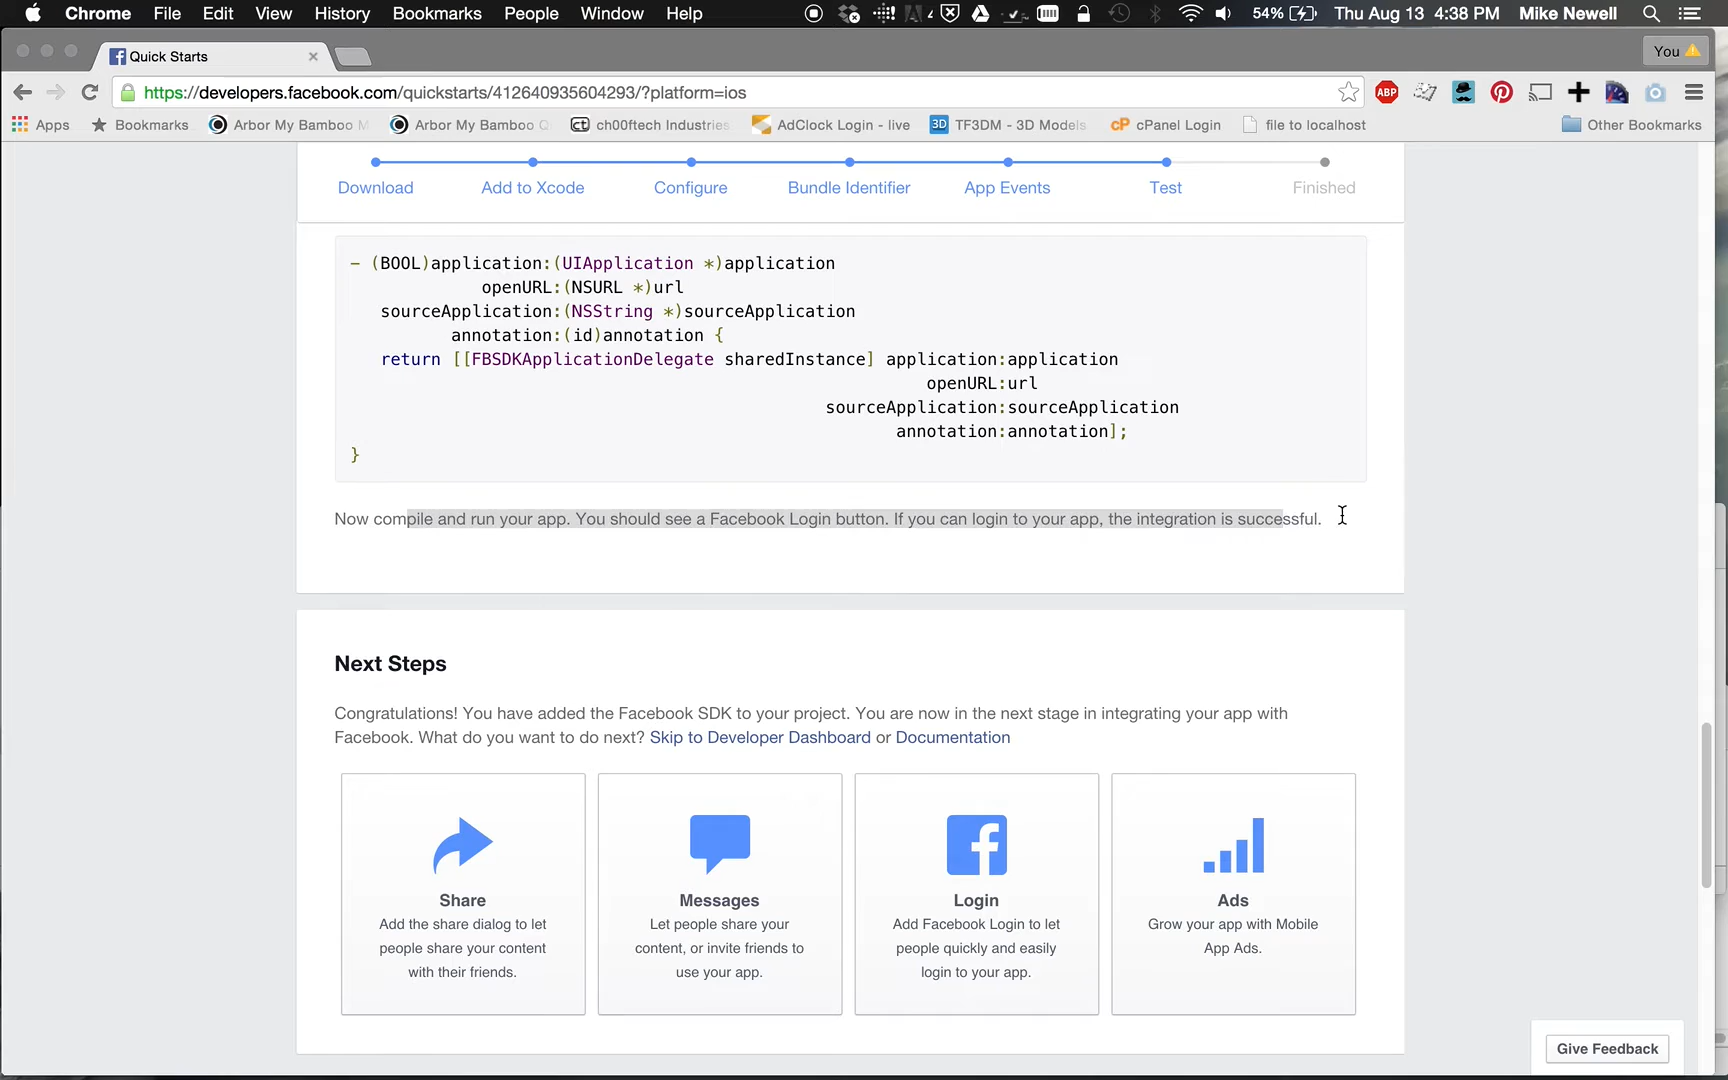 Chrome File Edit View History Bookmarks People Window Help 54% Thu Aug 13 4:38 PM Mike Newell
Quick Starts You
https://developers.facebook.com/quickstarts/412640935604293/?platform=ios ABP
Apps Bookmarks Arbor My Bamboo Arbor My Bamboo ct ch00ftech Industries AdClock Login - live 3D TF3DM - 3D Models cP cPanel Login file to localhost Other Bookmarks
Download Add to Xcode Configure Bundle Identifier App Events Test Finished
- (BOOL)application:(UIApplication *)application
openURL:(NSURL *)url
sourceApplication:(NSString *)sourceApplication
annotation:(id)annotation {
return [[FBSDKApplicationDelegate sharedInstance] application:application
openURL:url
sourceApplication:sourceApplication
annotation:annotation];
}
Now compile and run your app. You should see a Facebook Login button. If you can login to your app, the integration is successful.
Next Steps
Congratulations! You have added the Facebook SDK to your project. You are now in the next stage in integrating your app with
Facebook. What do you want to do next? Skip to Developer Dashboard or Documentation
Share
Add the share dialog to let
people share your content
with their friends.
Messages
Let people share your
content, or invite friends to
use your app.
Login
Add Facebook Login to let
people quickly and easily
login to your app.
Ads
Grow your app with Mobile
App Ads.
Give Feedback